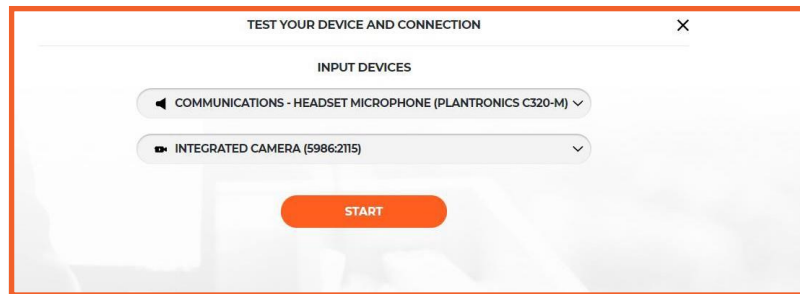 TEST YOUR DEVICE AND CONNECTION
INPUT DEVICES
COMMUNICATIONS - HEADSET MICROPHONE (PLANTRONICS C320-M)
INTEGRATED CAMERA (5986:2115)
START